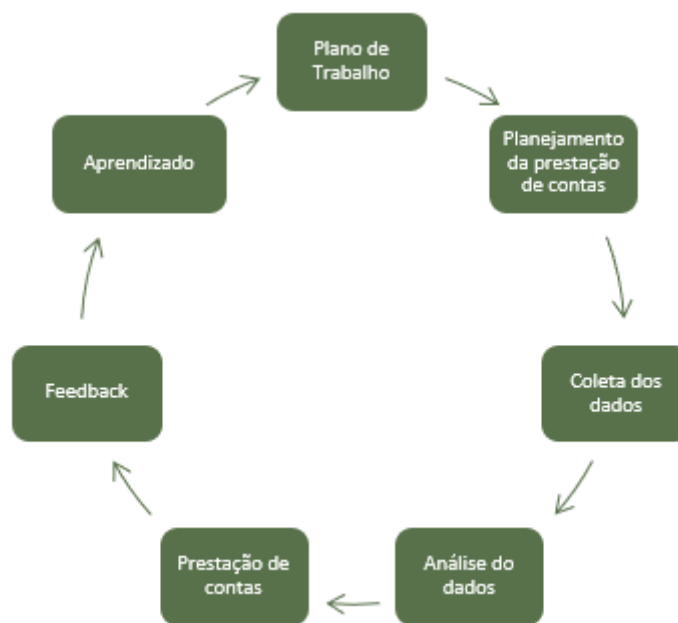 Plano de
Trabalho
Planejamento
da prestação
de contas
Coleta dos
dados
Análise do
dados
Prestação de
contas
Feedback
Aprendizado